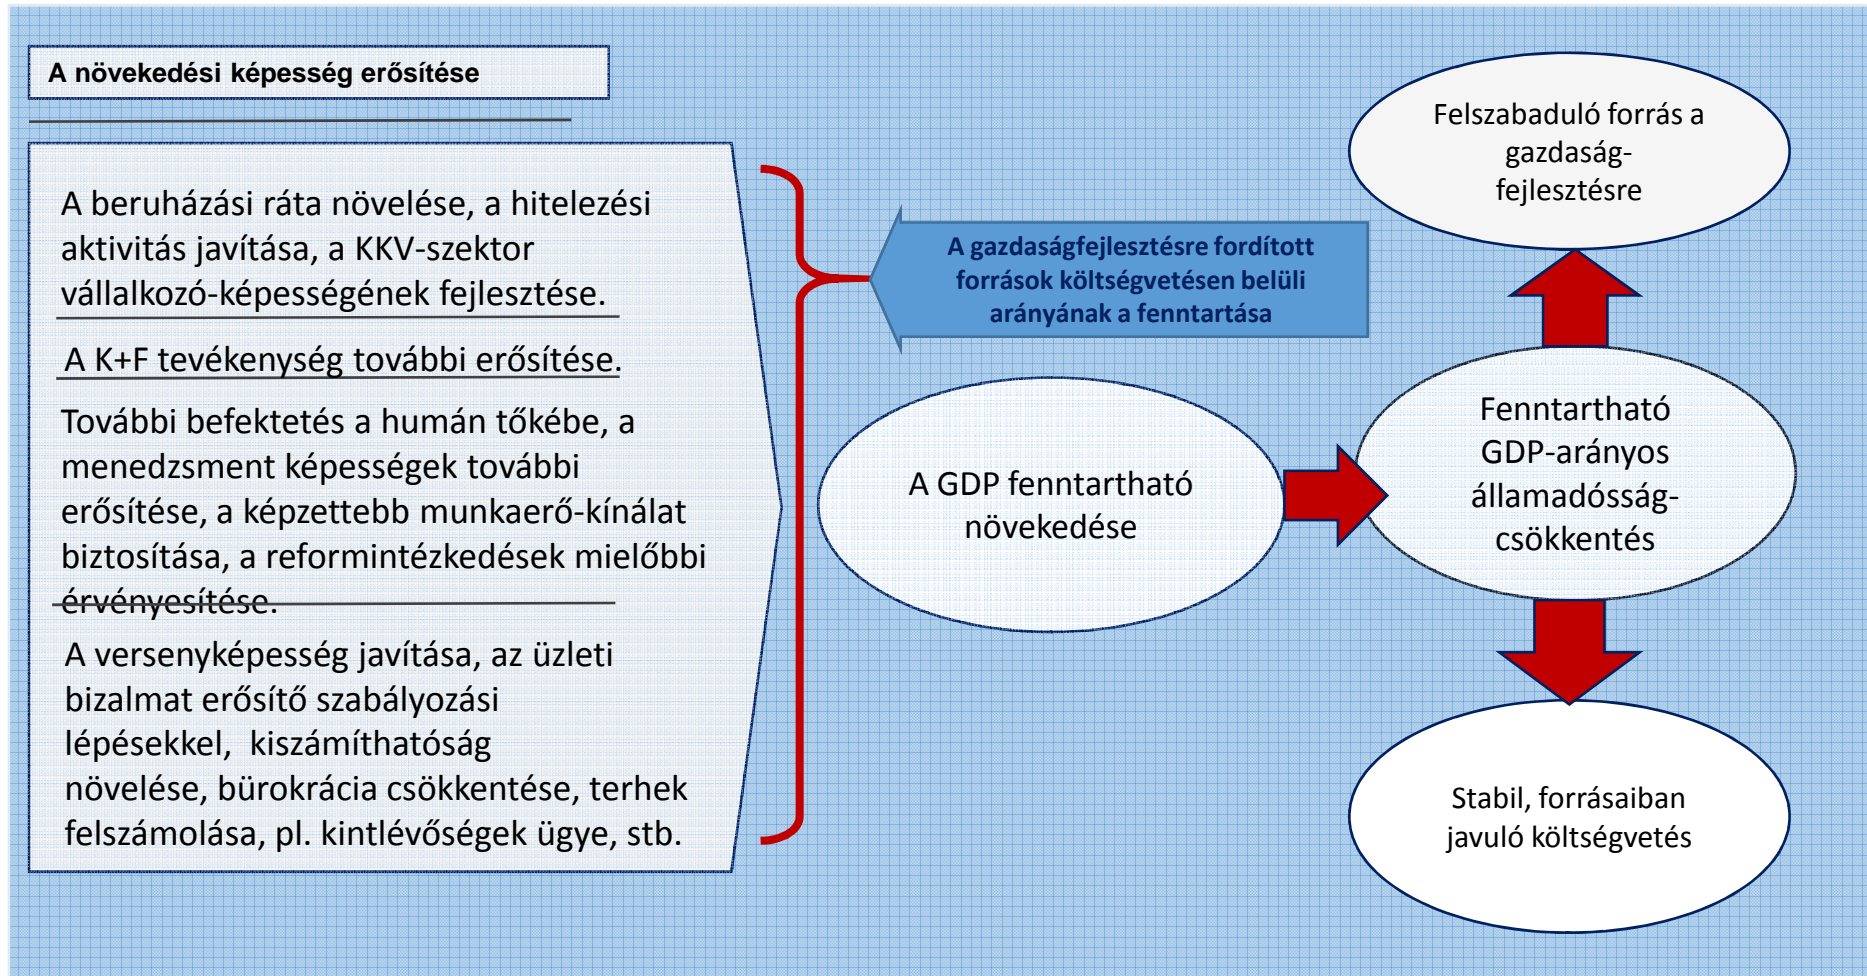 A növekedési képesség erősítése
A beruházási ráta növelése, a hitelezési
aktivitás javítása, a KKV-szektor
vállalkozó-képességének fejlesztése.
A K+F tevékenység további erősítése.
További befektetés a humán tőkébe, a
menedzsment képességek további
erősítése, a képzettebb munkaerő-kínálat
biztosítása, a reformintézkedések mielőbbi
érvényesítése.
A versenyképesség javítása, az üzleti
bizalmat erősítő szabályozási
lépésekkel,  kiszámíthatóság
növelése, bürokrácia csökkentése, terhek
felszámolása, pl. kintlévőségek ügye, stb.
A gazdaságfejlesztésre fordított
források költségvetésen belüli
arányának a fenntartása
A GDP fenntartható
növekedése
Felszabaduló forrás a
gazdaság-
fejlesztésre
Fenntartható
GDP-arányos
államadósság-
csökkentés
Stabil, forrásaiban
javuló költségvetés